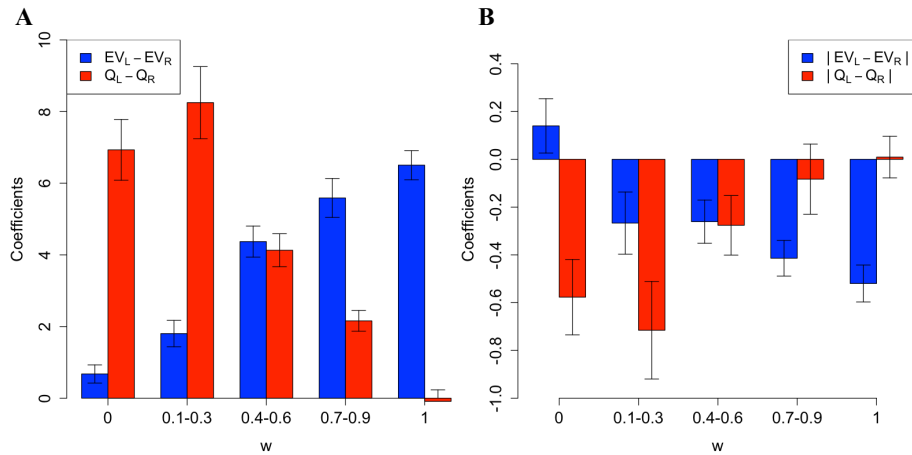 A
10
8
6
4
2
0
Coefficients
EV_L – EV_R
Q_L – Q_R
0 0.1-0.3 0.4-0.6 0.7-0.9 1
w
B
0.4
0.2
0.0
-0.2
-0.4
-0.6
-0.8
-1.0
Coefficients
| EV_L – EV_R |
| Q_L – Q_R |
0 0.1-0.3 0.4-0.6 0.7-0.9 1
w